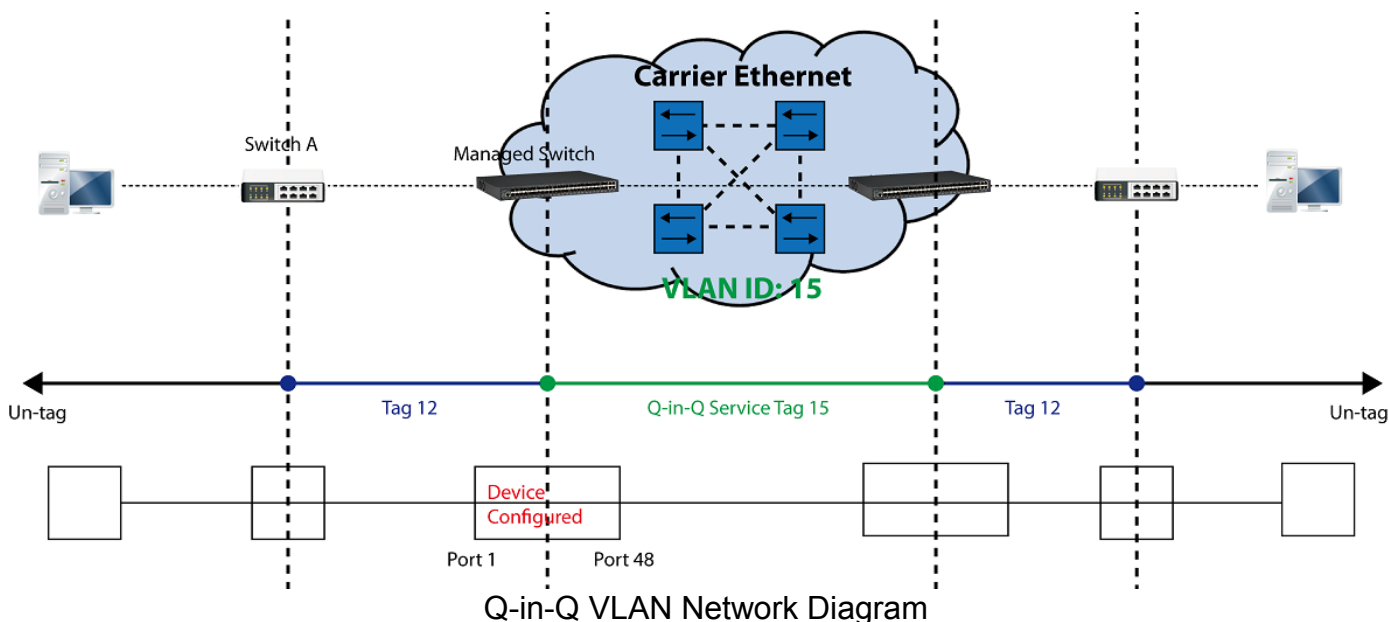 Carrier Ethernet
Switch A
Managed Switch
VLAN ID: 15
Un-tag
Tag 12
Q-in-Q Service Tag 15
Tag 12
Un-tag
Device
Configured
Port 1
Port 48
Q-in-Q VLAN Network Diagram